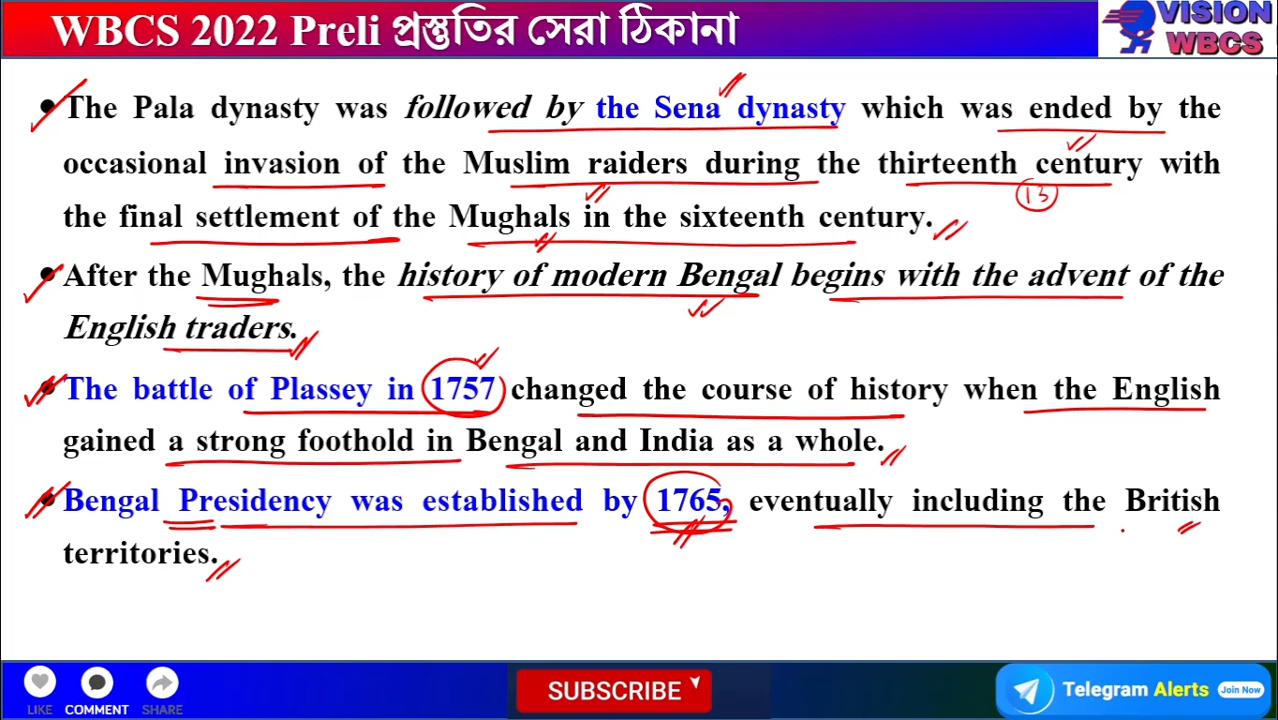 WBCS 2022 Preli প্রস্তুতির সেরা ঠিকানা
VISION
WBCS
• The Pala dynasty was followed by the Sena dynasty which was ended by the
occasional invasion of the Muslim raiders during the thirteenth century with
13
the final settlement of the Mughals in the sixteenth century.
• After the Mughals, the history of modern Bengal begins with the advent of the
English traders.
• The battle of Plassey in 1757 changed the course of history when the English
gained a strong foothold in Bengal and India as a whole.
• Bengal Presidency was established by 1765, eventually including the British
territories.
LIKE COMMENT SHARE
SUBSCRIBE
Telegram Alerts Join Now